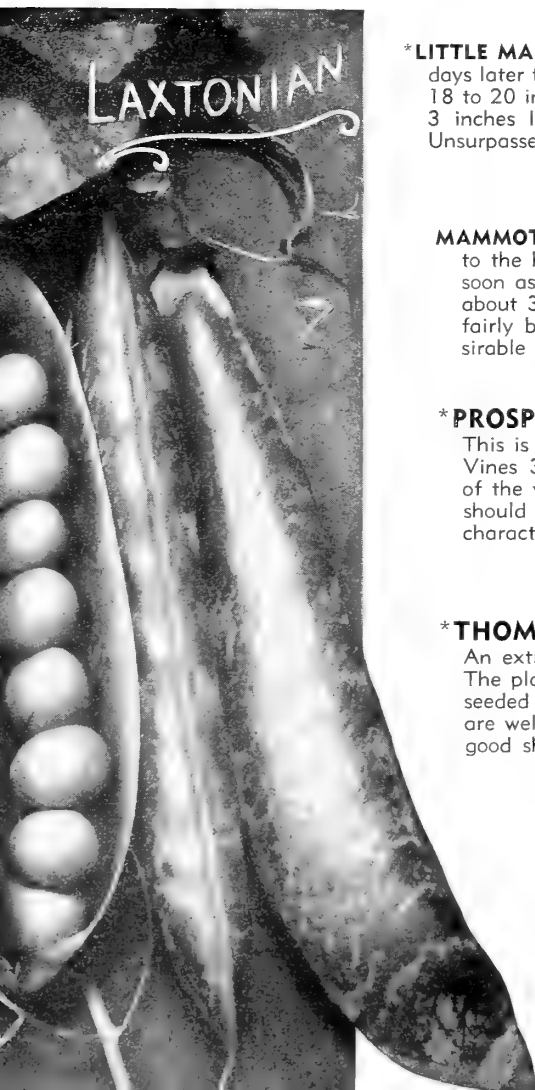 LAXTONIAN
*LITTLE MA
days later t
18 to 20 in
3 inches l
Unsurpasse
MAMMOT
to the h
soon as
about 3
fairly b
sirable
*PROSP
This is
Vines 3
of the
should
charact
*THOM
An ext
The pla
seeded
are wel
good sh